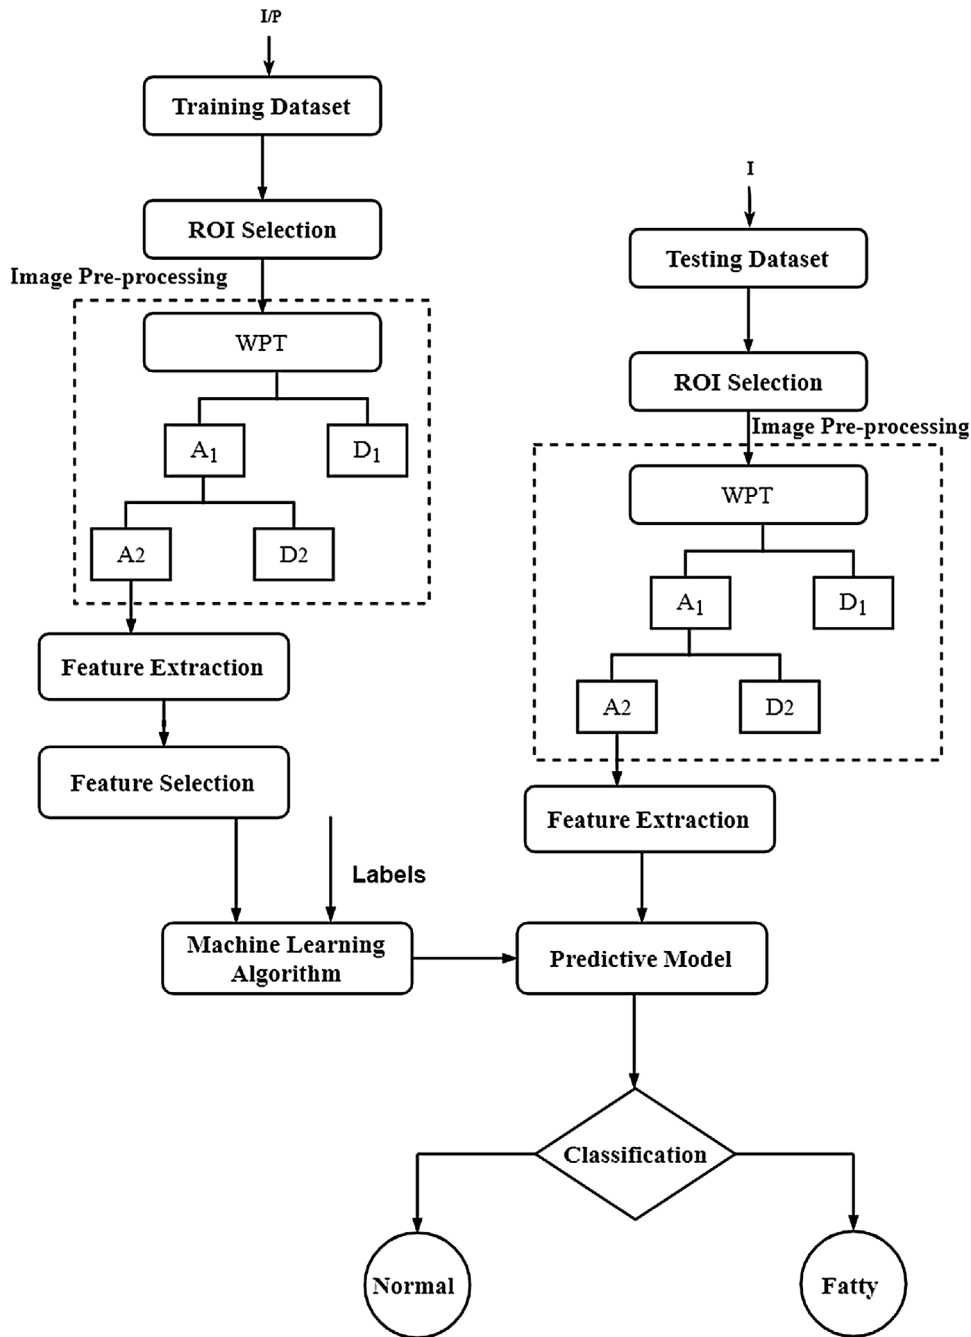 I/P
Training Dataset
ROI Selection
Image Pre-processing
WPT
A1
D1
A2
D2
Feature Extraction
Feature Selection
Labels
Machine Learning
Algorithm
I
Testing Dataset
ROI Selection
Image Pre-processing
WPT
A1
D1
A2
D2
Feature Extraction
Predictive Model
Classification
Normal
Fatty